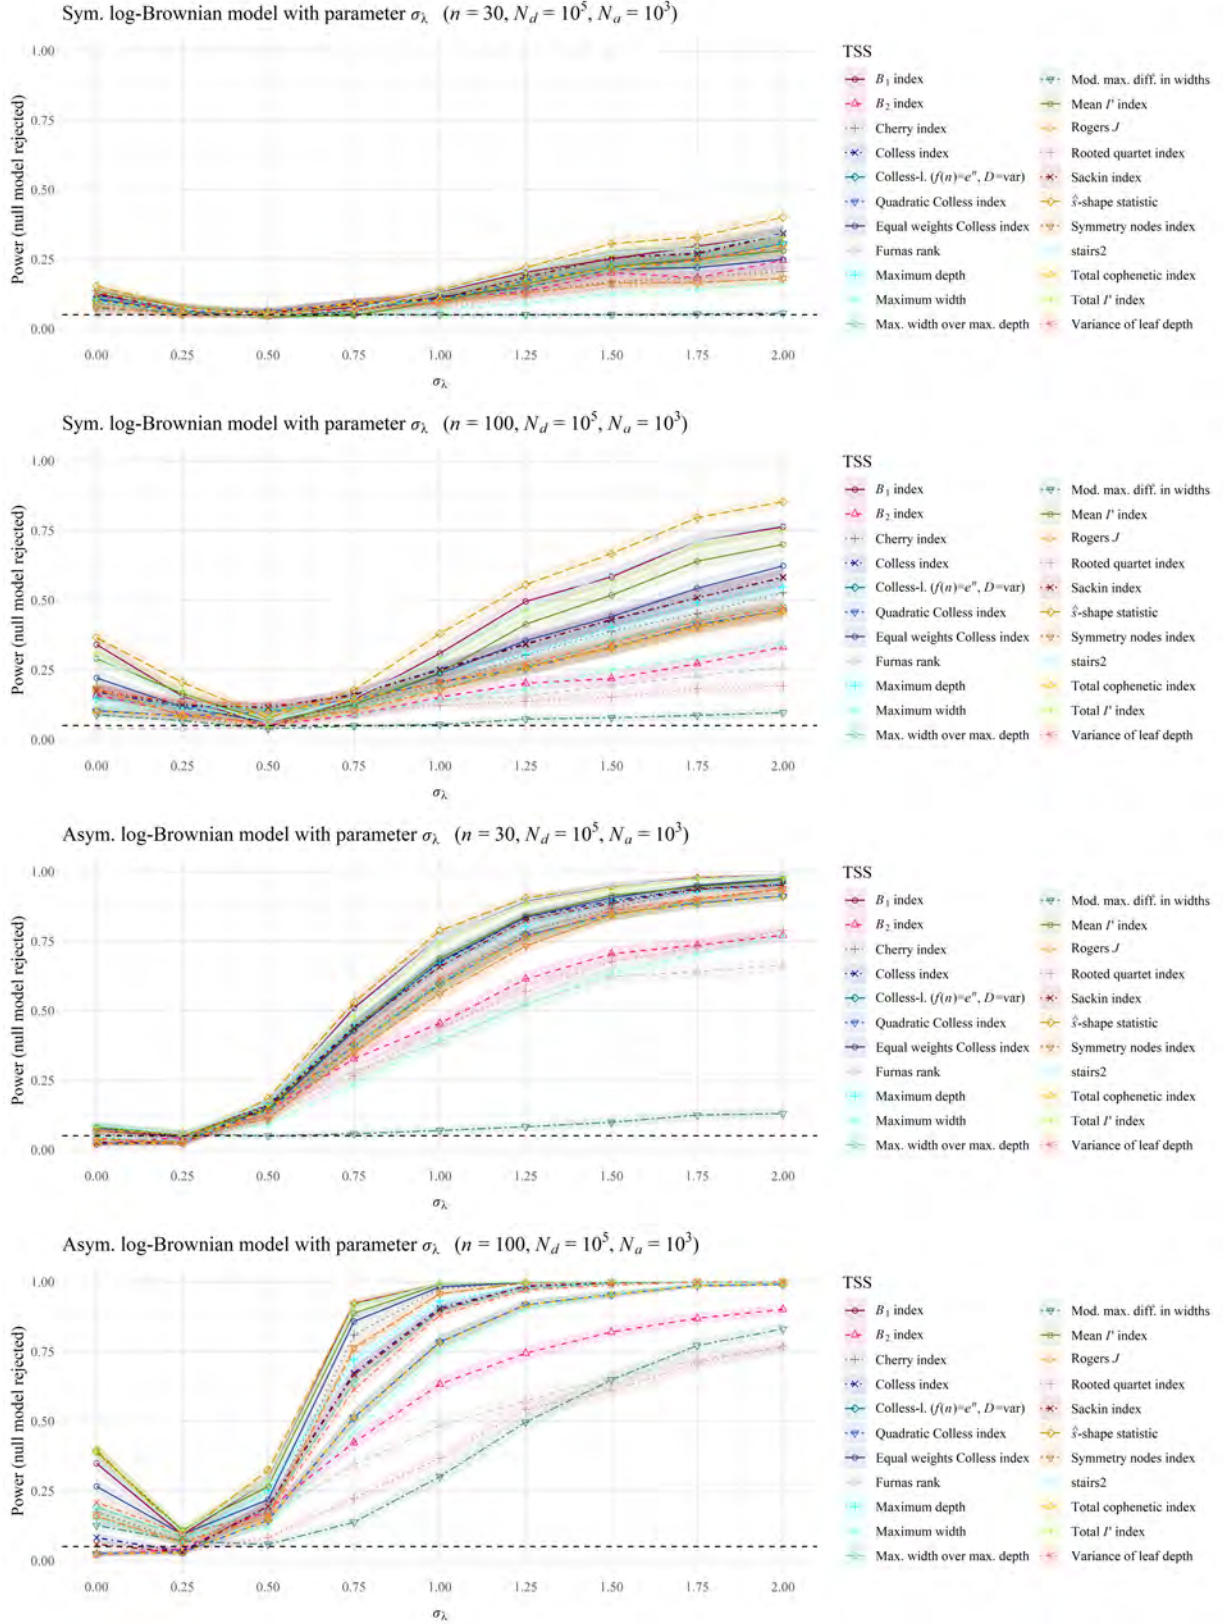 Sym. log-Brownian model with parameter σλ (n = 30, Nd = 10^5, Na = 10^3)
Power (null model rejected)
1.00
0.75
0.50
0.25
0.00
0.00 0.25 0.50 0.75 1.00 1.25 1.50 1.75 2.00
σλ
TSS
B1 index
B2 index
Cherry index
Colless index
Colless-l. (f(n)=e^n, D=var)
Quadratic Colless index
Equal weights Colless index
Furnas rank
Maximum depth
Maximum width
Max. width over max. depth
Mod. max. diff. in widths
Mean I' index
Rogers J
Rooted quartet index
Sackin index
ŝ-shape statistic
Symmetry nodes index
stairs2
Total cophenetic index
Total I' index
Variance of leaf depth
Sym. log-Brownian model with parameter σλ (n = 100, Nd = 10^5, Na = 10^3)
Power (null model rejected)
1.00
0.75
0.50
0.25
0.00
0.00 0.25 0.50 0.75 1.00 1.25 1.50 1.75 2.00
σλ
TSS
B1 index
B2 index
Cherry index
Colless index
Colless-l. (f(n)=e^n, D=var)
Quadratic Colless index
Equal weights Colless index
Furnas rank
Maximum depth
Maximum width
Max. width over max. depth
Mod. max. diff. in widths
Mean I' index
Rogers J
Rooted quartet index
Sackin index
ŝ-shape statistic
Symmetry nodes index
stairs2
Total cophenetic index
Total I' index
Variance of leaf depth
Asym. log-Brownian model with parameter σλ (n = 30, Nd = 10^5, Na = 10^3)
Power (null model rejected)
1.00
0.75
0.50
0.25
0.00
0.00 0.25 0.50 0.75 1.00 1.25 1.50 1.75 2.00
σλ
TSS
B1 index
B2 index
Cherry index
Colless index
Colless-l. (f(n)=e^n, D=var)
Quadratic Colless index
Equal weights Colless index
Furnas rank
Maximum depth
Maximum width
Max. width over max. depth
Mod. max. diff. in widths
Mean I' index
Rogers J
Rooted quartet index
Sackin index
ŝ-shape statistic
Symmetry nodes index
stairs2
Total cophenetic index
Total I' index
Variance of leaf depth
Asym. log-Brownian model with parameter σλ (n = 100, Nd = 10^5, Na = 10^3)
Power (null model rejected)
1.00
0.75
0.50
0.25
0.00
0.00 0.25 0.50 0.75 1.00 1.25 1.50 1.75 2.00
σλ
TSS
B1 index
B2 index
Cherry index
Colless index
Colless-l. (f(n)=e^n, D=var)
Quadratic Colless index
Equal weights Colless index
Furnas rank
Maximum depth
Maximum width
Max. width over max. depth
Mod. max. diff. in widths
Mean I' index
Rogers J
Rooted quartet index
Sackin index
ŝ-shape statistic
Symmetry nodes index
stairs2
Total cophenetic index
Total I' index
Variance of leaf depth